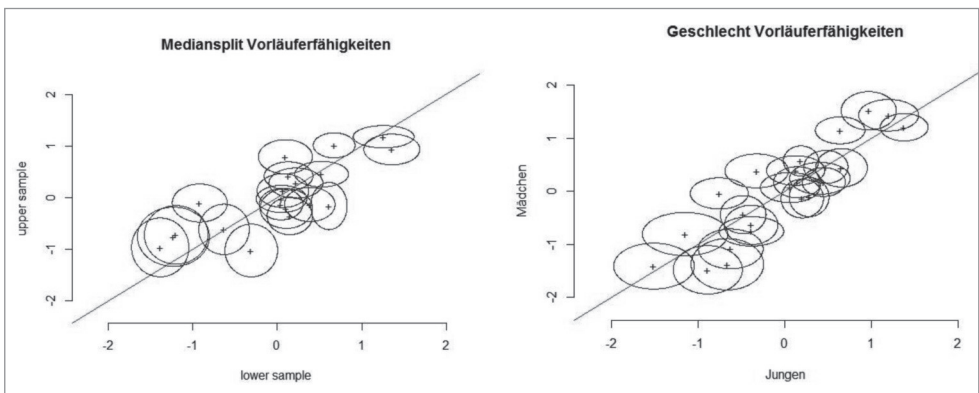 Mediansplit Vorläuferfähigkeiten
upper sample
2
1
0
-1
-2
-2 -1 0 1 2
lower sample
Geschlecht Vorläuferfähigkeiten
Mädchen
2
1
0
-1
-2
-2 -1 0 1 2
Jungen